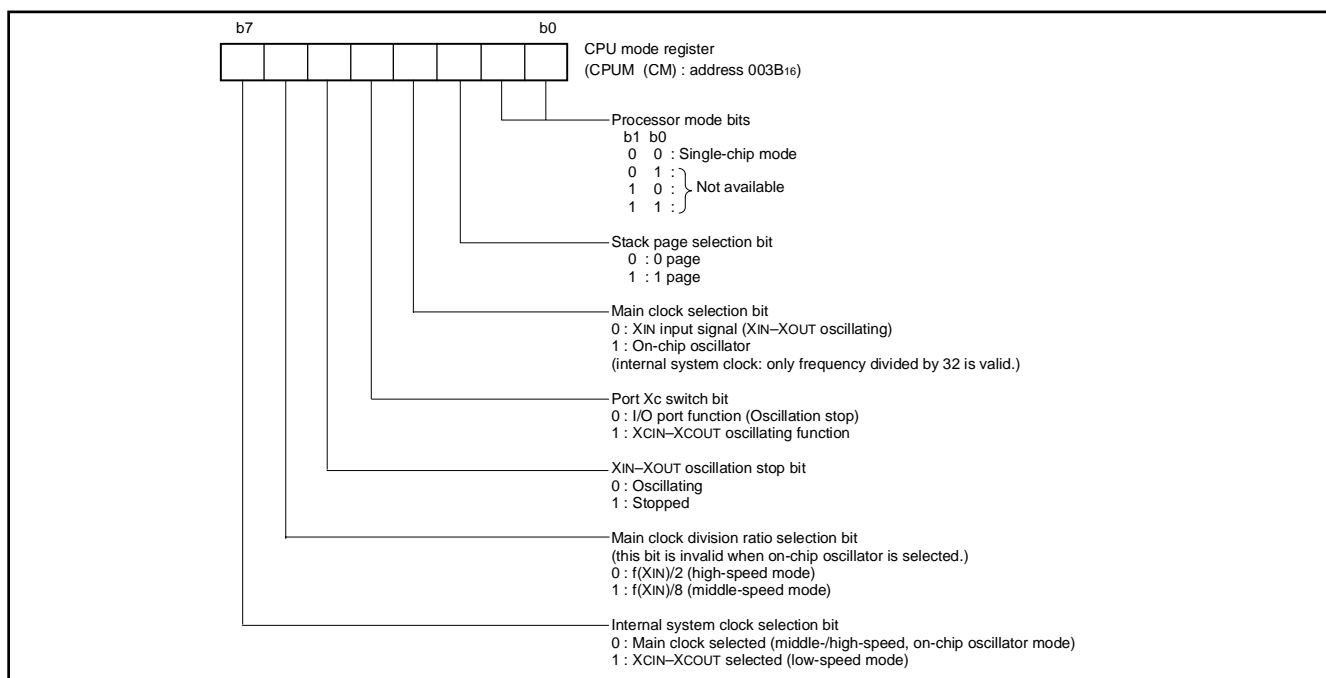 b7 b0
CPU mode register
(CPUM (CM) : address 003B16)
Processor mode bits
b1 b0
0 0 : Single-chip mode
0 1 :
1 0 : Not available
1 1 :
Stack page selection bit
0 : 0 page
1 : 1 page
Main clock selection bit
0 : XIN input signal (XIN–XOUT oscillating)
1 : On-chip oscillator
(internal system clock: only frequency divided by 32 is valid.)
Port Xc switch bit
0 : I/O port function (Oscillation stop)
1 : XCIN–XCOUT oscillating function
XIN–XOUT oscillation stop bit
0 : Oscillating
1 : Stopped
Main clock division ratio selection bit
(this bit is invalid when on-chip oscillator is selected.)
0 : f(XIN)/2 (high-speed mode)
1 : f(XIN)/8 (middle-speed mode)
Internal system clock selection bit
0 : Main clock selected (middle-/high-speed, on-chip oscillator mode)
1 : XCIN–XCOUT selected (low-speed mode)